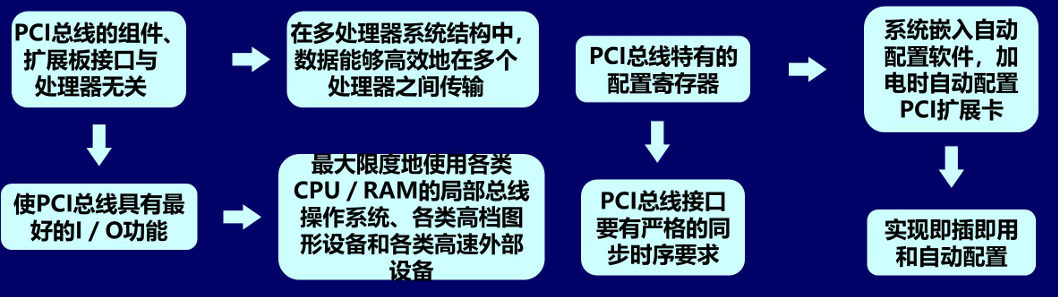 PCI总线的组件、
扩展板接口与
处理器无关
在多处理器系统结构中，
数据能够高效地在多个
处理器之间传输
使PCI总线具有最
好的I / O功能
最大限度地使用各类
CPU / RAM的局部总线
操作系统、各类高档图
形设备和各类高速外部
设备
PCI总线特有的
配置寄存器
系统嵌入自动
配置软件，加
电时自动配置
PCI扩展卡
PCI总线接口
要有严格的同
步时序要求
实现即插即用
和自动配置